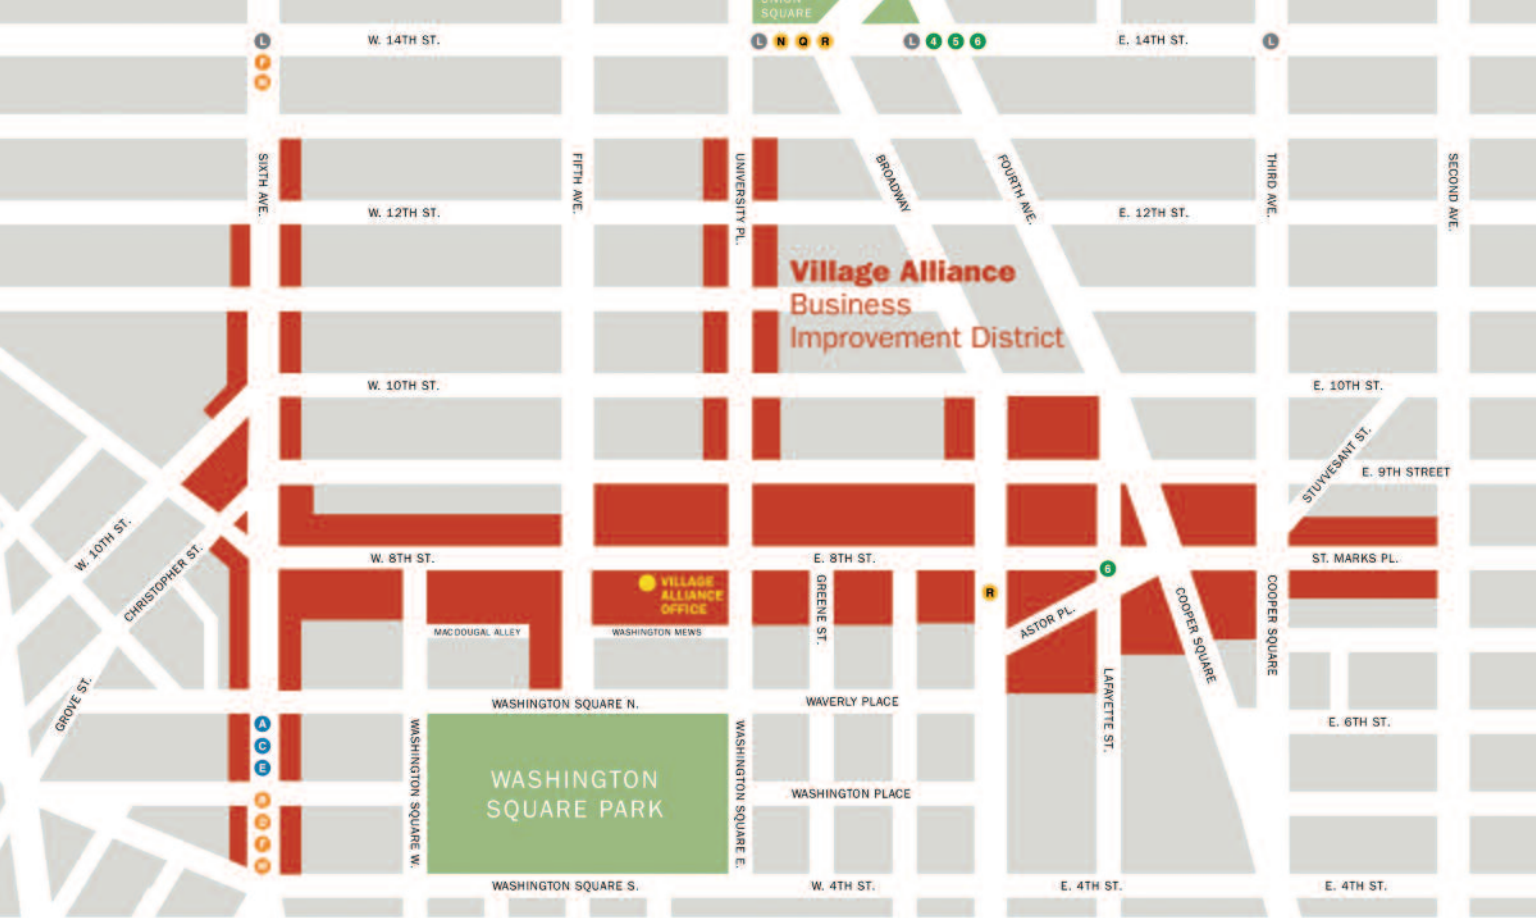 UNION
SQUARE
L
F
M
W. 14TH ST.
L N Q R
L 4 5 6
E. 14TH ST.
L
SIXTH AVE.
FIFTH AVE.
UNIVERSITY PL.
BROADWAY
FOURTH AVE.
THIRD AVE.
SECOND AVE.
W. 12TH ST.
E. 12TH ST.
Village Alliance
Business
Improvement District
W. 10TH ST.
E. 10TH ST.
STUYVESANT ST.
E. 9TH STREET
W. 10TH ST.
CHRISTOPHER ST.
GROVE ST.
W. 8TH ST.
E. 8TH ST.
ST. MARKS PL.
6
VILLAGE
ALLIANCE
OFFICE
GREENE ST.
R
ASTOR PL.
COOPER SQUARE
COOPER SQUARE
MACDOUGAL ALLEY
WASHINGTON MEWS
LAFAYETTE ST.
WASHINGTON SQUARE N.
WAVERLY PLACE
E. 6TH ST.
A
C
E
B
D
F
M
WASHINGTON SQUARE W.
WASHINGTON
SQUARE PARK
WASHINGTON SQUARE E.
WASHINGTON PLACE
WASHINGTON SQUARE S.
W. 4TH ST.
E. 4TH ST.
E. 4TH ST.